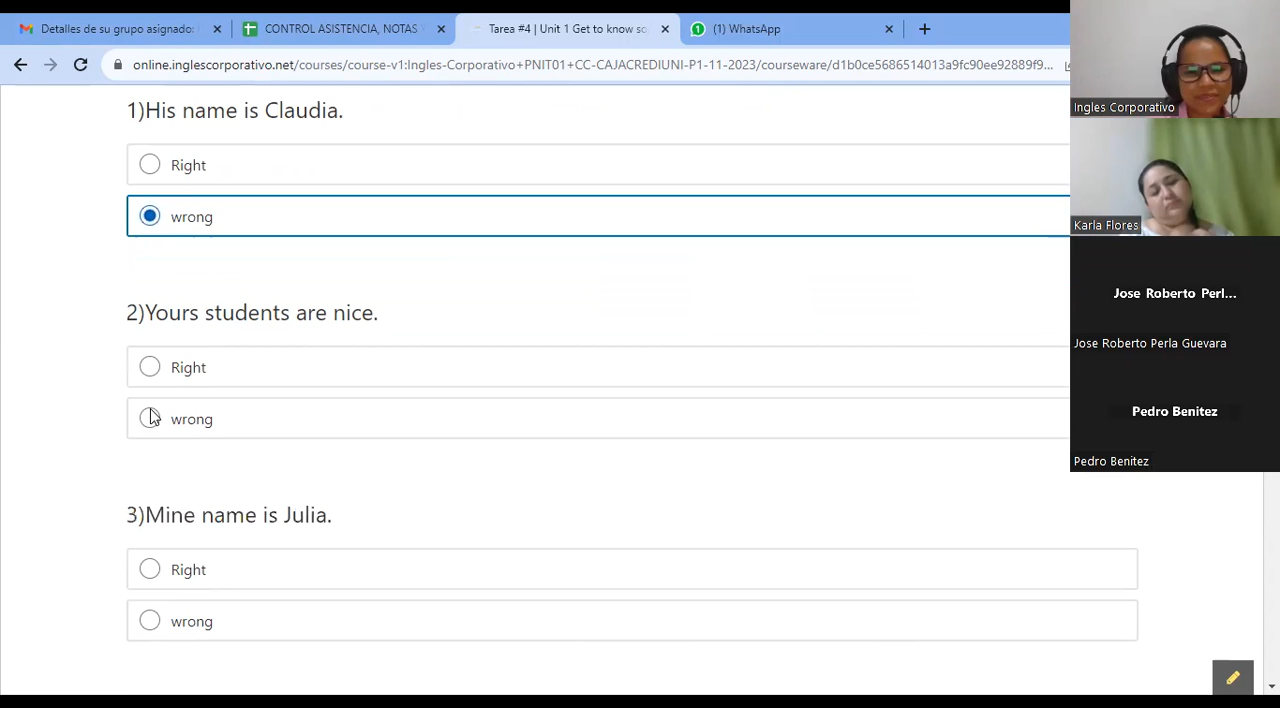 Detalles de su grupo asignado:
CONTROL ASISTENCIA, NOTAS
Tarea #4 | Unit 1 Get to know so
(1) WhatsApp
online.inglescorporativo.net/courses/course-v1:Ingles-Corporativo+PNIT01+CC-CAJACREDIUNI-P1-11-2023/courseware/d1b0ce5686514013a9fc90ee92889f9...
1)His name is Claudia.
Right
wrong
2)Yours students are nice.
Right
wrong
3)Mine name is Julia.
Right
wrong
Ingles Corporativo
Karla Flores
Jose Roberto Perl...
Jose Roberto Perla Guevara
Pedro Benitez
Pedro Benitez